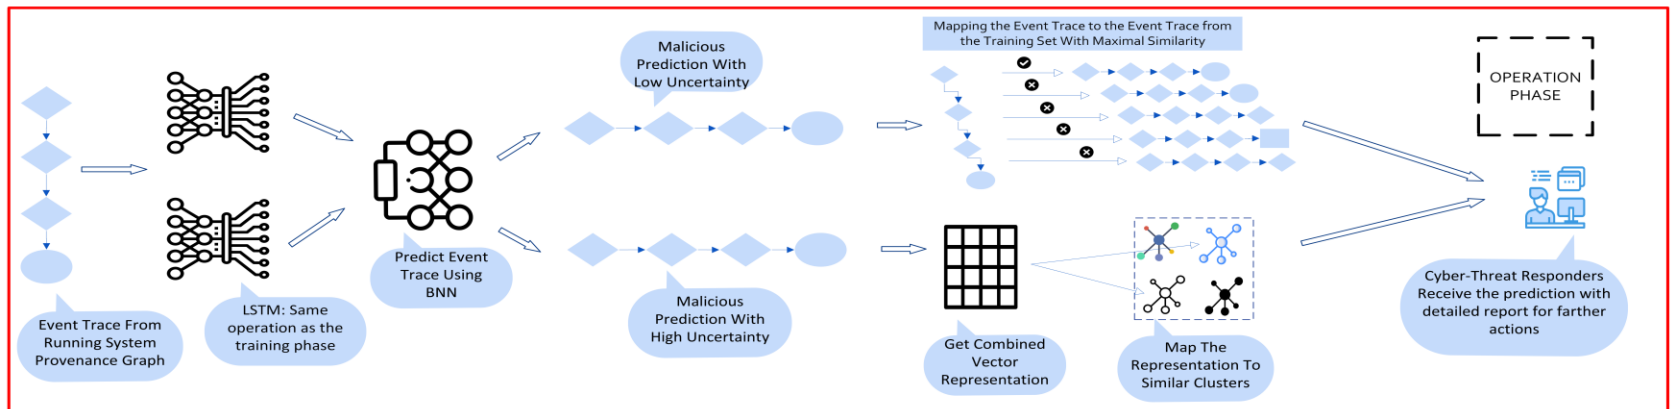 Event Trace From
Running System
Provenance Graph
LSTM: Same
operation as the
training phase
Predict Event
Trace Using
BNN
Malicious
Prediction With
Low Uncertainty
Malicious
Prediction With
High Uncertainty
Mapping the Event Trace to the Event Trace from
the Training Set With Maximal Similarity
Get Combined
Vector
Representation
Map The
Representation To
Similar Clusters
OPERATION
PHASE
Cyber-Threat Responders
Receive the prediction with
detailed report for farther
actions